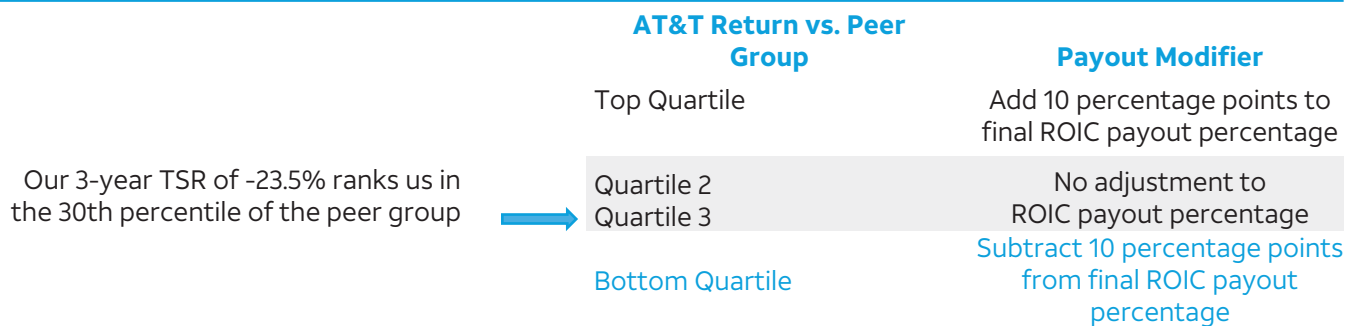 AT&T Return vs. Peer
Group
Payout Modifier
Top Quartile
Add 10 percentage points to
final ROIC payout percentage
Our 3-year TSR of -23.5% ranks us in
the 30th percentile of the peer group
Quartile 2
Quartile 3
No adjustment to
ROIC payout percentage
Bottom Quartile
Subtract 10 percentage points
from final ROIC payout
percentage